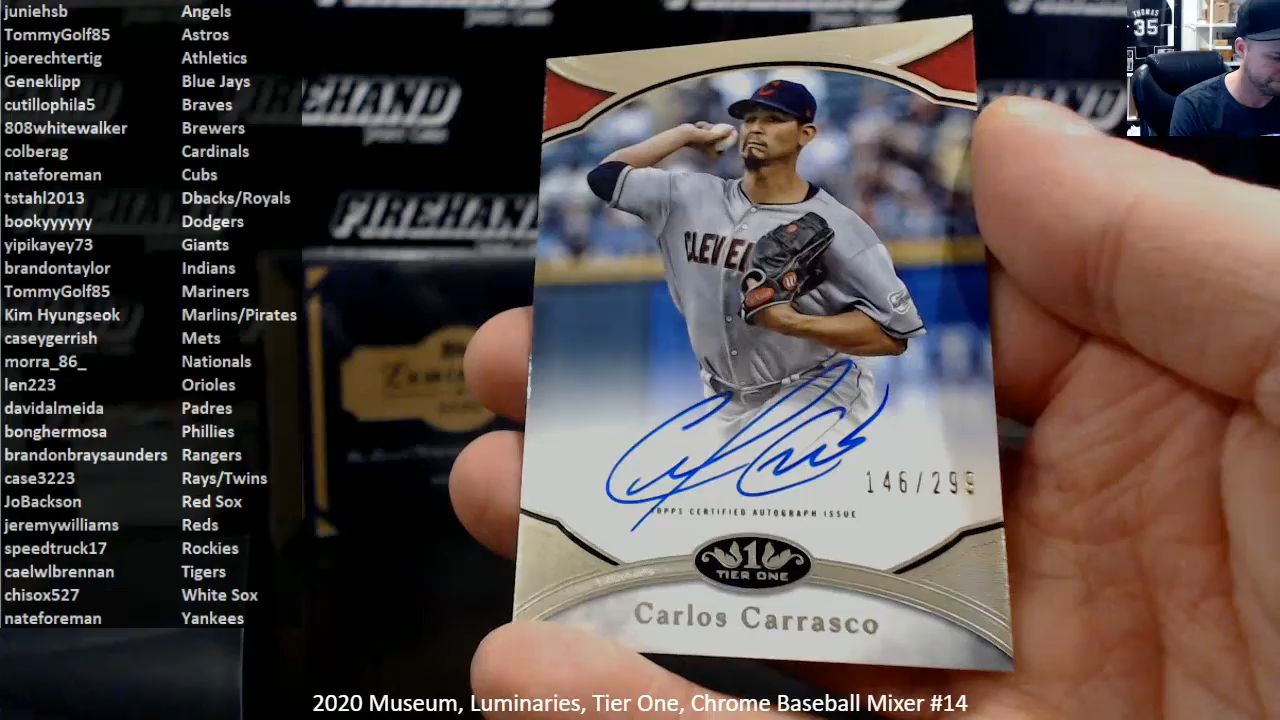 juniehsb Angels
TommyGolf85 Astros
joerechtertig Athletics
Geneklipp Blue Jays
cutillophila5 Braves
808whitewalker Brewers
colberag Cardinals
nateforeman Cubs
tstahl2013 Dbacks/Royals
bookyyyyyy Dodgers
yipikayey73 Giants
brandontaylor Indians
TommyGolf85 Mariners
Kim Hyungseok Marlins/Pirates
caseygerrish Mets
morra_86_ Nationals
len223 Orioles
davidalmeida Padres
bonghermosa Phillies
brandonbraysaunders Rangers
case3223 Rays/Twins
JoBackson Red Sox
jeremywilliams Reds
speedtruck17 Rockies
caelwlbrennan Tigers
chisox527 White Sox
nateforeman Yankees
FIREHAND
THOMAS
35
C
CLEVE
146/299
TOPPS CERTIFIED AUTOGRAPH ISSUE
1
TIER ONE
Carlos Carrasco
2020 Museum, Luminaries, Tier One, Chrome Baseball Mixer #14